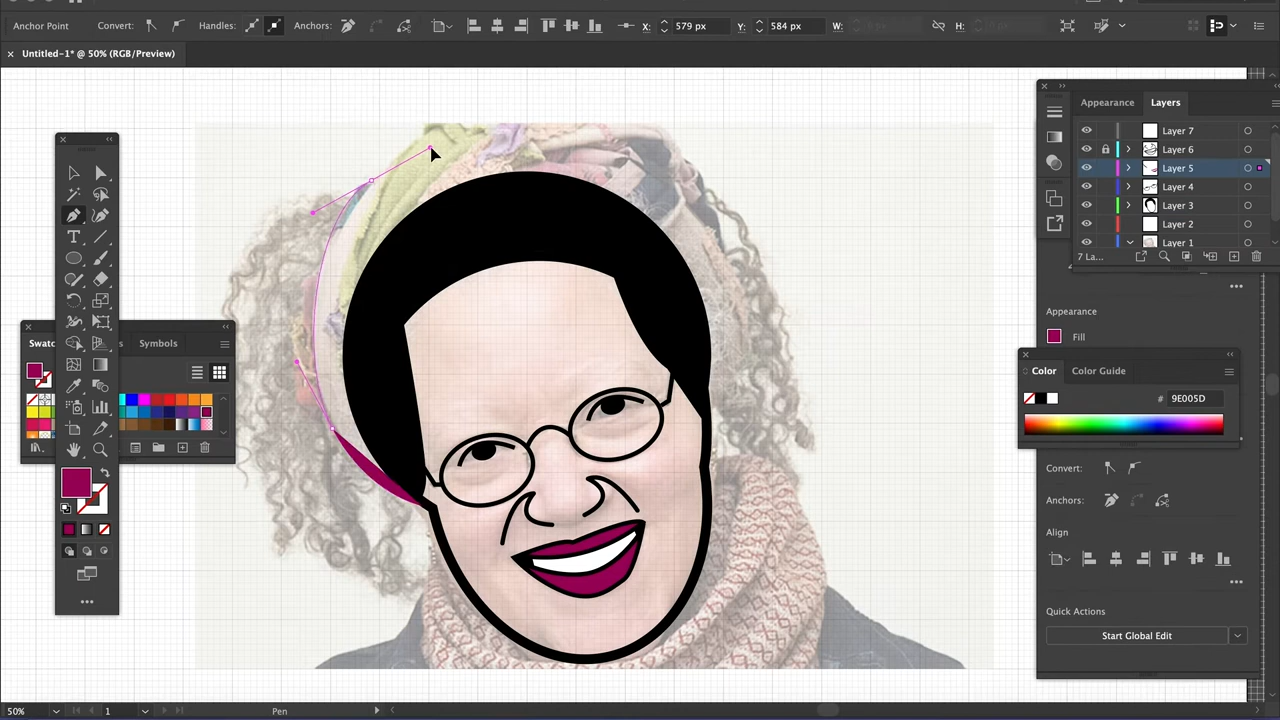 Anchor Point Convert: Handles: Anchors: X: 579 px Y: 584 px W: H:
× Untitled-1* @ 50% (RGB/Preview)
Appearance Layers
Layer 7
Layer 6
Layer 5
Layer 4
Layer 3
Layer 2
Layer 1
7 La...
Appearance
Fill
Swatc s Symbols
Color Color Guide
# 9E005D
Convert:
Anchors:
Align
Quick Actions
Start Global Edit
50% 1 Pen